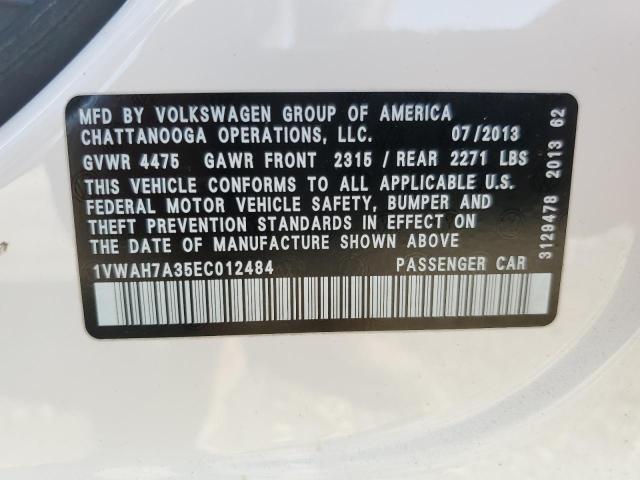 MFD BY VOLKSWAGEN GROUP OF AMERICA
CHATTANOOGA OPERATIONS, LLC. 07/2013
GVWR 4475 GAWR FRONT 2315/REAR 2271 LBS
THIS VEHICLE CONFORMS TO ALL APPLICABLE U.S.
FEDERAL MOTOR VEHICLE SAFETY, BUMPER AND
THEFT PREVENTION STANDARDS IN EFFECT ON
THE DATE OF MANUFACTURE SHOWN ABOVE
1VWAH7A35EC012484 PASSENGER CAR
3129478 2013 62